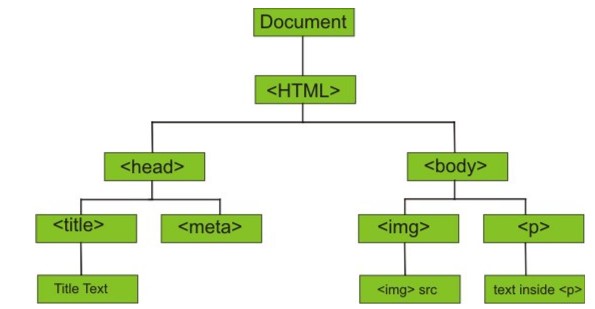 Document
<HTML>
<head>
<body>
<title>
<meta>
<img>
<p>
Title Text
<img> src
text inside <p>